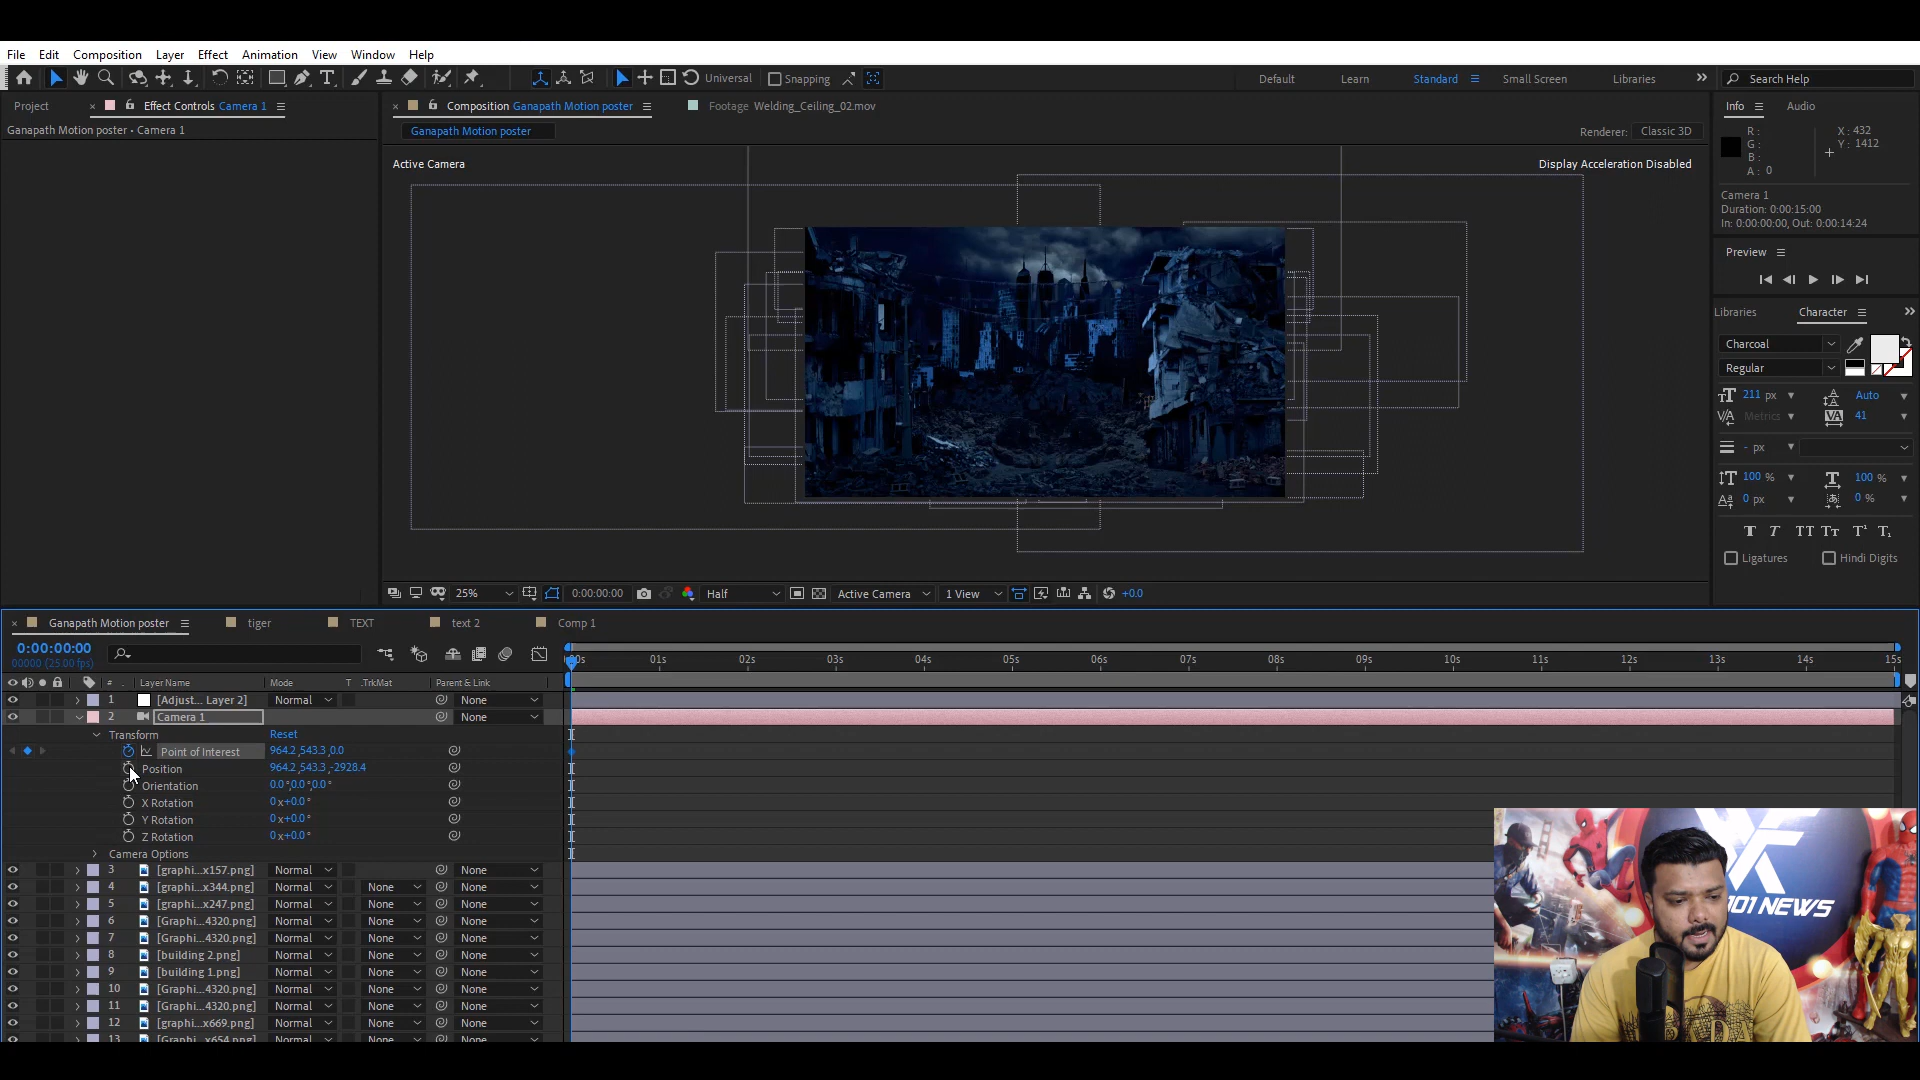 File Edit Composition Layer Effect Animation View Window Help
Universal Snapping Default Learn Standard Small Screen Libraries Search Help
Project Effect Controls Camera 1 Composition Ganapath Motion poster Footage Welding_Ceiling_02.mov Info Audio
Ganapath Motion poster • Camera 1
Ganapath Motion poster Renderer: Classic 3D
R : G : B : A : 0 X : 432 Y : 1412
Active Camera Display Acceleration Disabled
Camera 1
Duration: 0:00:15:00
In: 0:00:00:00, Out: 0:00:14:24
Preview
Libraries Character
Charcoal
Regular
211 px Auto
Metrics 41
- px
100 % 100 %
0 px 0 %
T T TT Tт T¹ T₁
Ligatures Hindi Digits
25% 0:00:00:00 Half Active Camera 1 View +0.0
Ganapath Motion poster tiger TEXT text 2 Comp 1
0:00:00:00
00000 (25.00 fps)
00s 01s 02s 03s 04s 05s 06s 07s 08s 09s 10s 11s 12s 13s 14s 15s
# Layer Name Mode T .TrkMat Parent & Link
1 [Adjust... Layer 2] Normal None
2 Camera 1 None
Transform Reset
Point of Interest 964.2,543.3,0.0
Position 964.2,543.3,-2928.4
Orientation 0.0°,0.0°,0.0°
X Rotation 0x+0.0°
Y Rotation 0x+0.0°
Z Rotation 0x+0.0°
Camera Options
3 [graphi...x157.png] Normal None
4 [graphi...x344.png] Normal None None
5 [graphi...x247.png] Normal None None
6 [Graphi...4320.png] Normal None None
7 [Graphi...4320.png] Normal None None
8 [building 2.png] Normal None None
9 [building 1.png] Normal None None
10 [Graphi...4320.png] Normal None None
11 [Graphi...4320.png] Normal None None
12 [graphi...x669.png] Normal None None
13 [Graphi...x654.png] Normal None None
101 NEWS